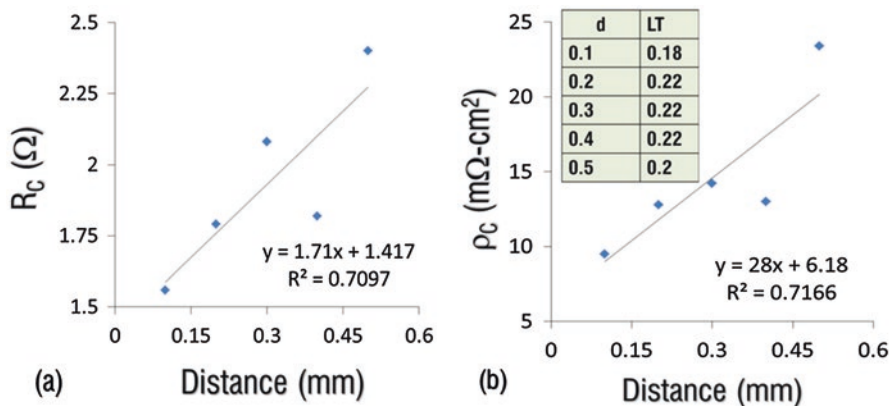 2.5
2.25
2
1.75
1.5
0 0.15 0.3 0.45 0.6
R_C (Ω)
y = 1.71x + 1.417
R² = 0.7097
(a) Distance (mm)
25
20
15
10
5
0 0.15 0.3 0.45 0.6
ρ_C (mΩ-cm²)
d LT
0.1 0.18
0.2 0.22
0.3 0.22
0.4 0.22
0.5 0.2
y = 28x + 6.18
R² = 0.7166
(b) Distance (mm)